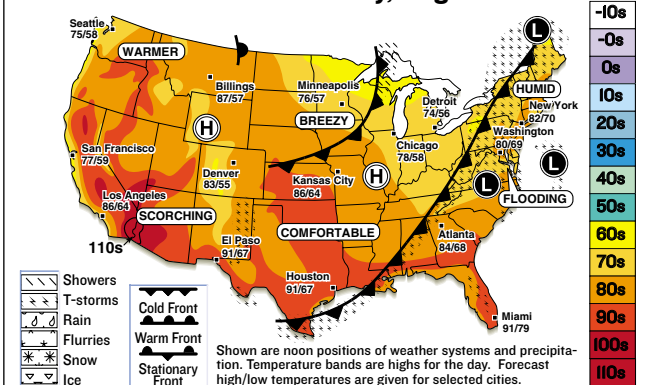 Seattle
75/58
WARMER
Billings
87/57
Minneapolis
76/57
BREEZY
Detroit
74/56
HUMID
New York
82/70
Washington
80/69
L
L
L
H
H
San Francisco
77/59
Denver
83/55
Kansas City
86/64
Chicago
78/58
FLOODING
Los Angeles
86/64
SCORCHING
110s
El Paso
91/67
COMFORTABLE
Atlanta
84/68
Houston
91/67
Miami
91/79
-10s
-0s
0s
10s
20s
30s
40s
50s
60s
70s
80s
90s
100s
110s
Showers
T-storms
Rain
Flurries
Snow
Ice
Cold Front
Warm Front
Stationary
Front
Shown are noon positions of weather systems and precipita-
tion. Temperature bands are highs for the day. Forecast
high/low temperatures are given for selected cities.